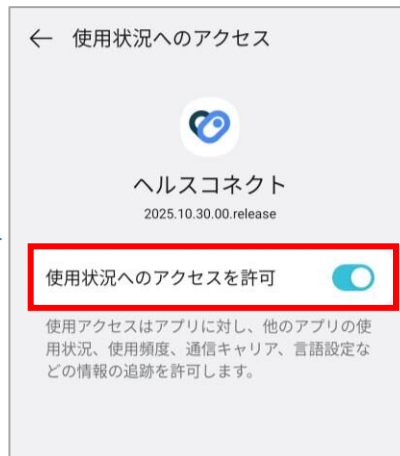 ← 使用状況へのアクセス
ヘルスコネクト
2025.10.30.00.release
使用状況へのアクセスを許可
使用アクセスはアプリに対し、他のアプリの使
用状況、使用頻度、通信キャリア、言語設定な
どの情報の追跡を許可します。